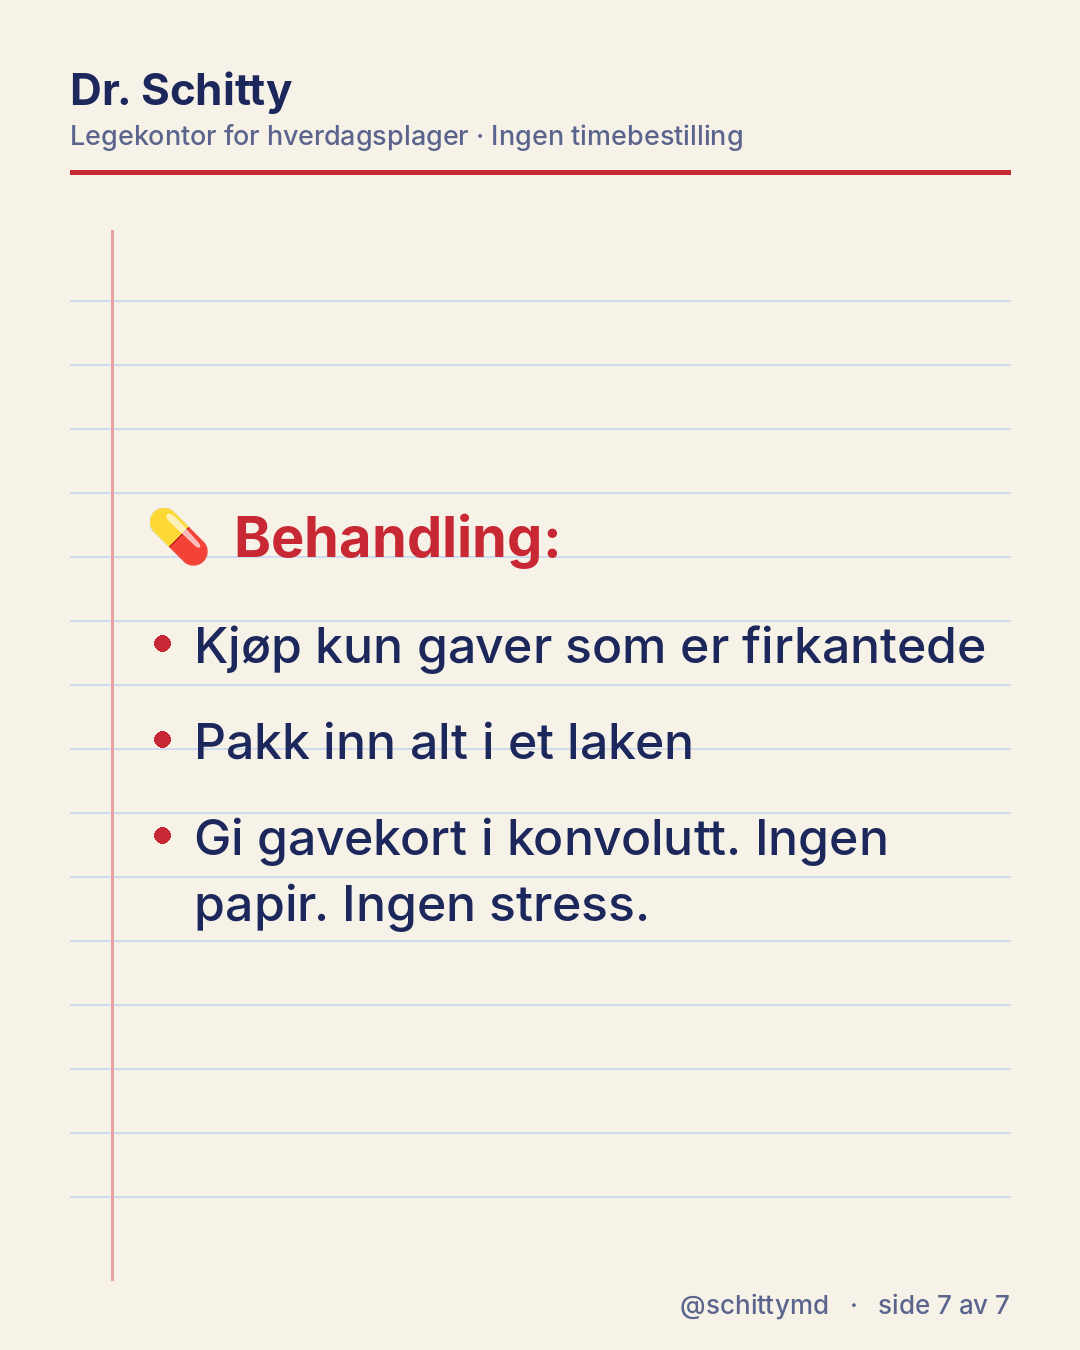 Dr. Schitty
Legekontor for hverdagsplager · Ingen timebestilling
💊 Behandling:
• Kjøp kun gaver som er firkantede
• Pakk inn alt i et laken
• Gi gavekort i konvolutt. Ingen
papir. Ingen stress.
@schittymd · side 7 av 7